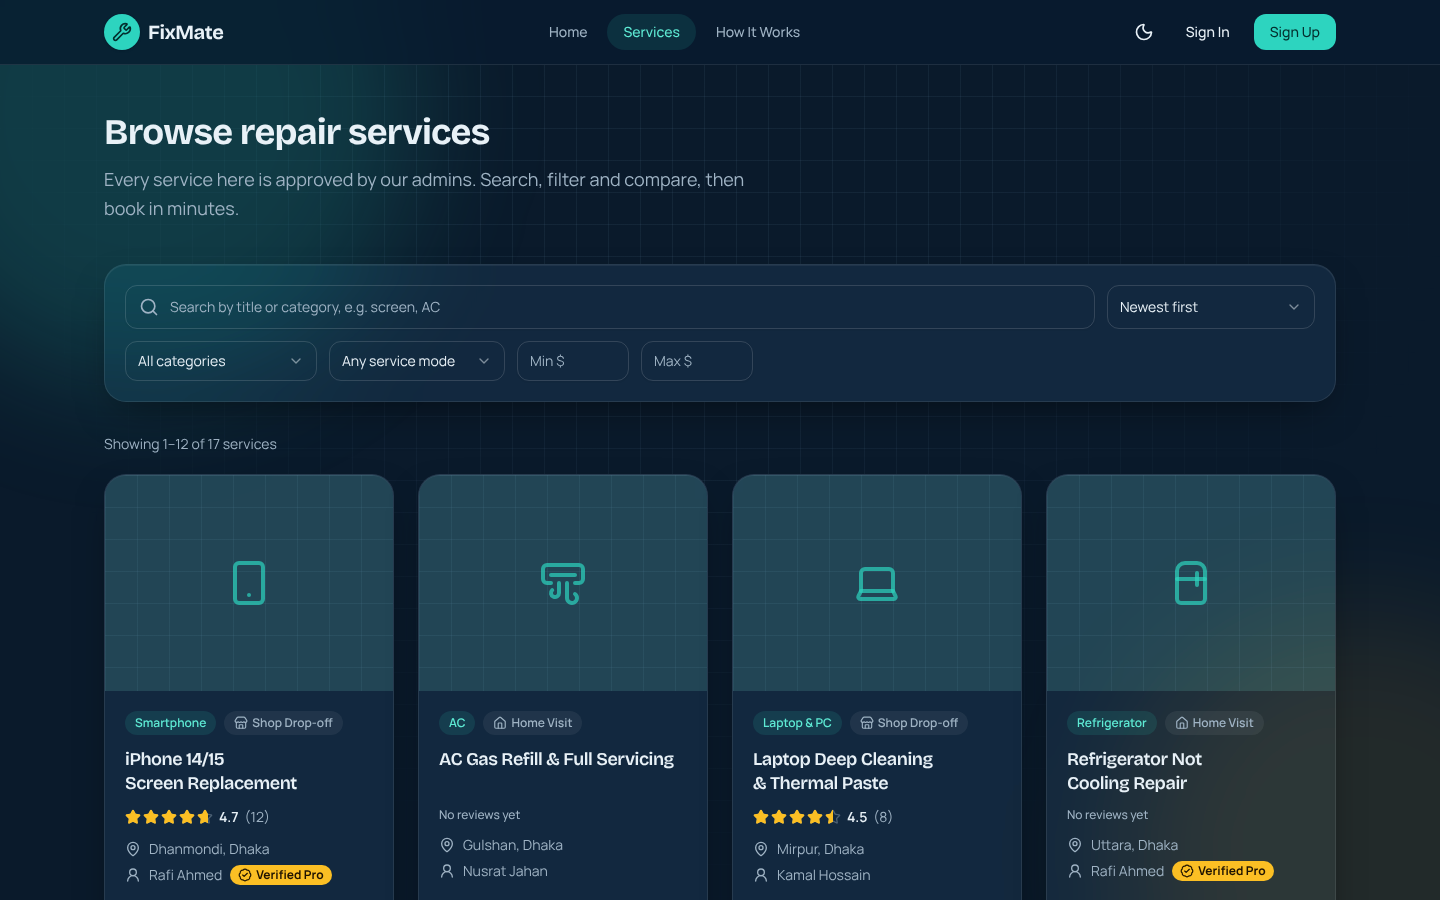 FixMate
Home
Services
How It Works
Sign In
Sign Up
Browse repair services
Every service here is approved by our admins. Search, filter and compare, then
book in minutes.
Search by title or category, e.g. screen, AC
Newest first
All categories
Any service mode
Min $
Max $
Showing 1–12 of 17 services
Smartphone
Shop Drop-off
iPhone 14/15
Screen Replacement
4.7 (12)
Dhanmondi, Dhaka
Rafi Ahmed
Verified Pro
AC
Home Visit
AC Gas Refill & Full Servicing
No reviews yet
Gulshan, Dhaka
Nusrat Jahan
Laptop & PC
Shop Drop-off
Laptop Deep Cleaning
& Thermal Paste
4.5 (8)
Mirpur, Dhaka
Kamal Hossain
Refrigerator
Home Visit
Refrigerator Not
Cooling Repair
No reviews yet
Uttara, Dhaka
Rafi Ahmed
Verified Pro